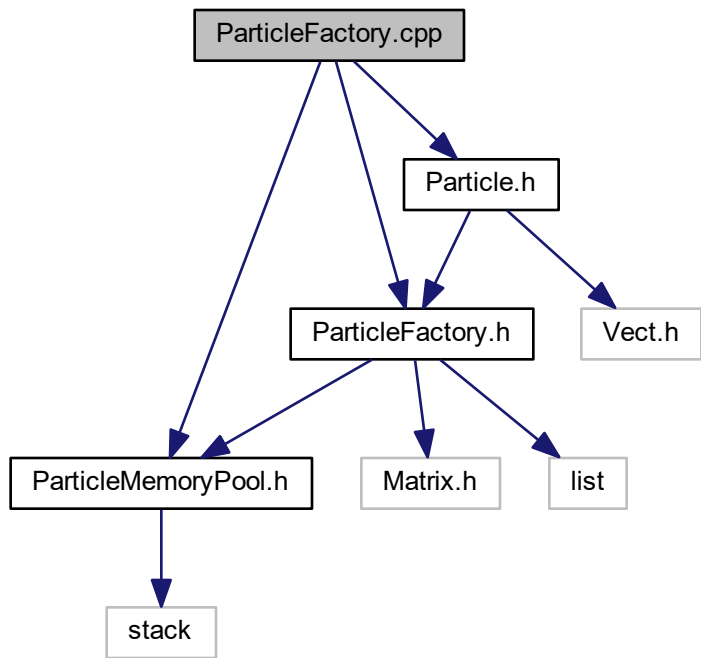 ParticleFactory.cpp
Particle.h
ParticleFactory.h
Vect.h
ParticleMemoryPool.h
Matrix.h
list
stack